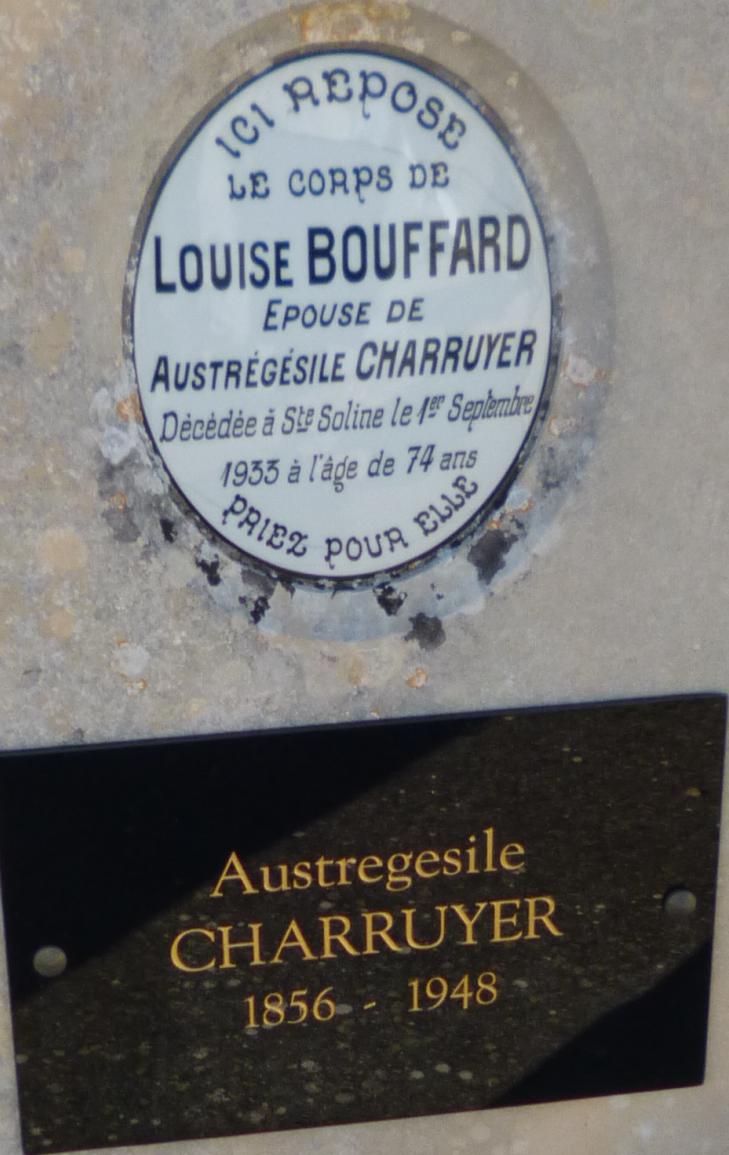 ICI REPOSE
LE CORPS DE
LOUISE BOUFFARD
EPOUSE DE
AUSTRÉGÉSILE CHARRUYER
Décédée à Ste Soline le 1er Septembre
1933 à l'âge de 74 ans
PRIEZ POUR ELLE
Austregesile
CHARRUYER
1856 - 1948